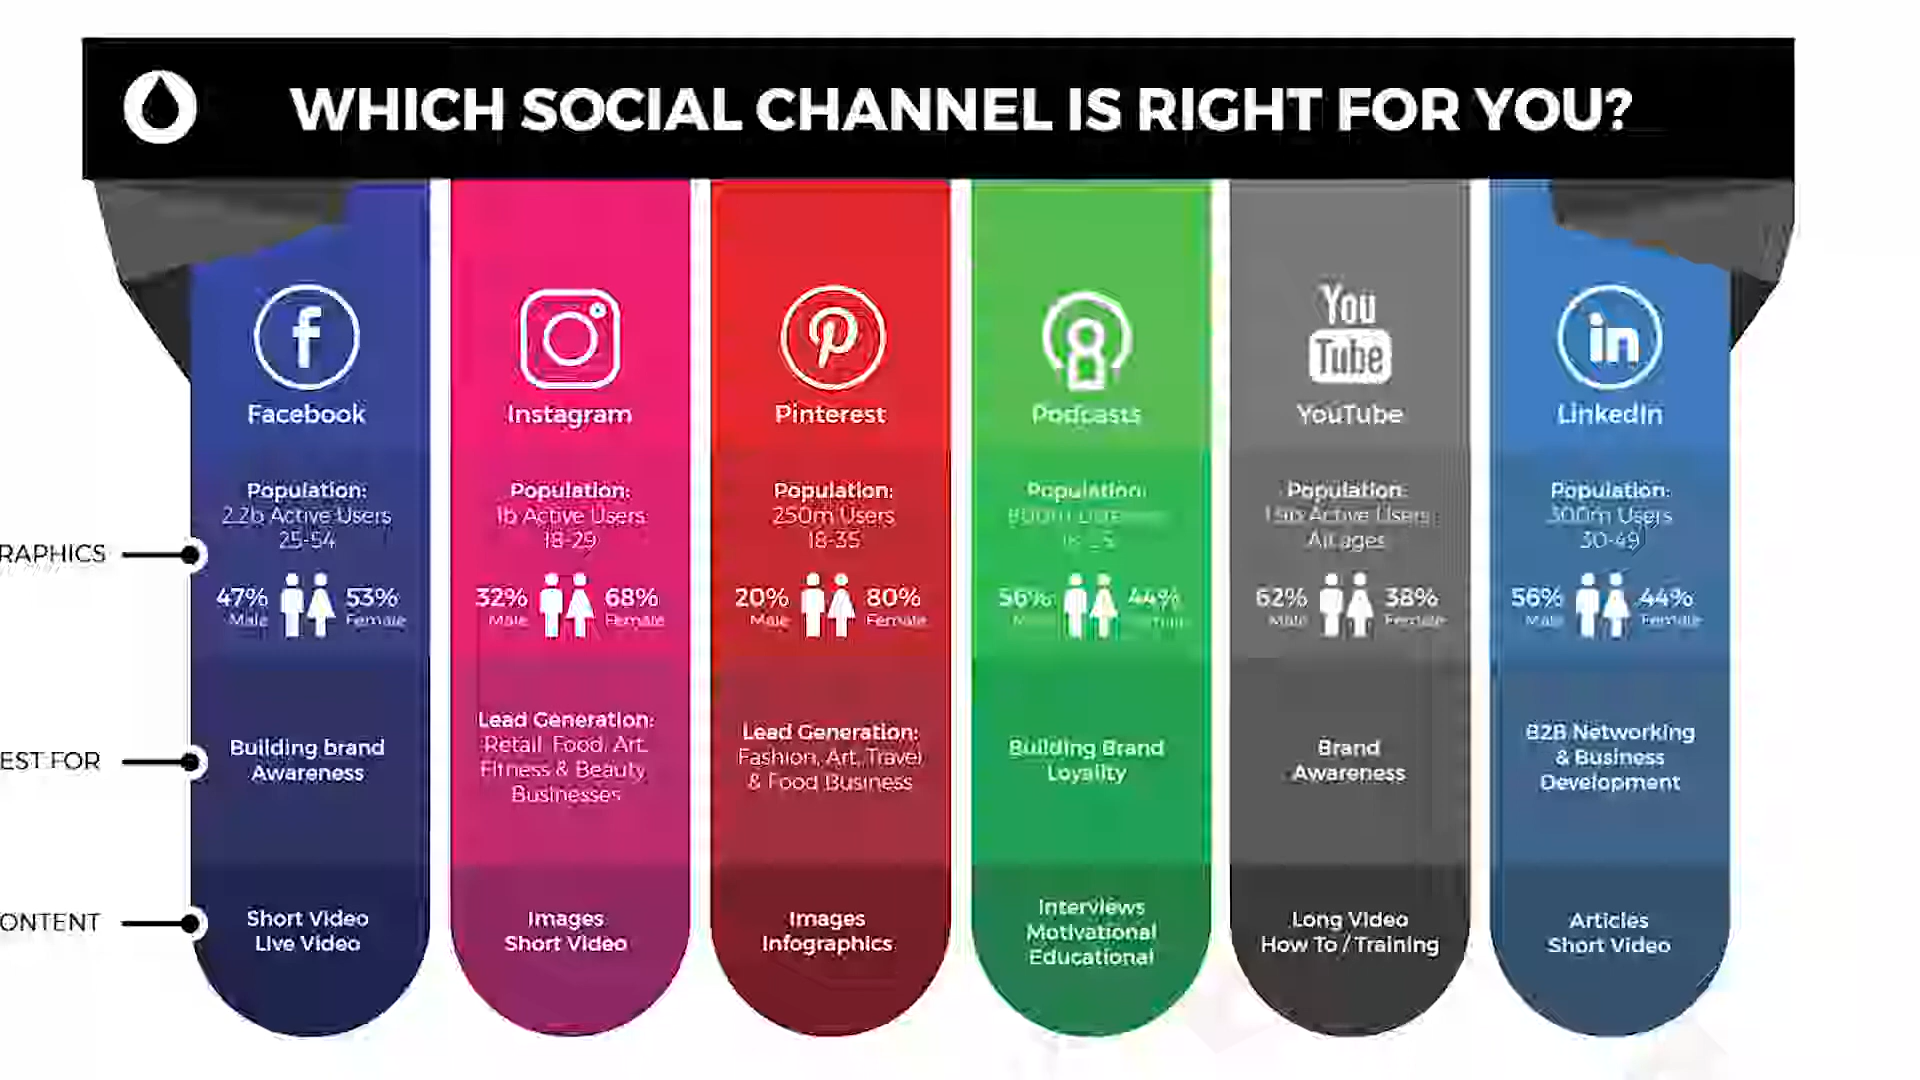 WHICH SOCIAL CHANNEL IS RIGHT FOR YOU?
You
Tube
Facebook
Instagram
Pinterest
Podcasts
YouTube
LinkedIn
RAPHICS
Population:
2.2b Active Users
25-54
47% Male
53% Female
Population:
1b Active Users
18-29
32% Male
68% Female
Population:
250m Users
18-35
20% Male
80% Female
Population:
56%
44%
Population:
Active Users
All ages
62% Male
38% Female
Population:
300m Users
30-49
56% Male
44% Female
EST FOR
Building brand
Awareness
Lead Generation:
Retail, Food, Art,
Fitness & Beauty
Businesses
Lead Generation:
Fashion, Art, Travel
& Food Business
Building Brand
Loyality
Brand
Awareness
B2B Networking
& Business
Development
ONTENT
Short Video
Live Video
Images
Short Video
Images
Infographics
Interviews
Motivational
Educational
Long Video
How To / Training
Articles
Short Video